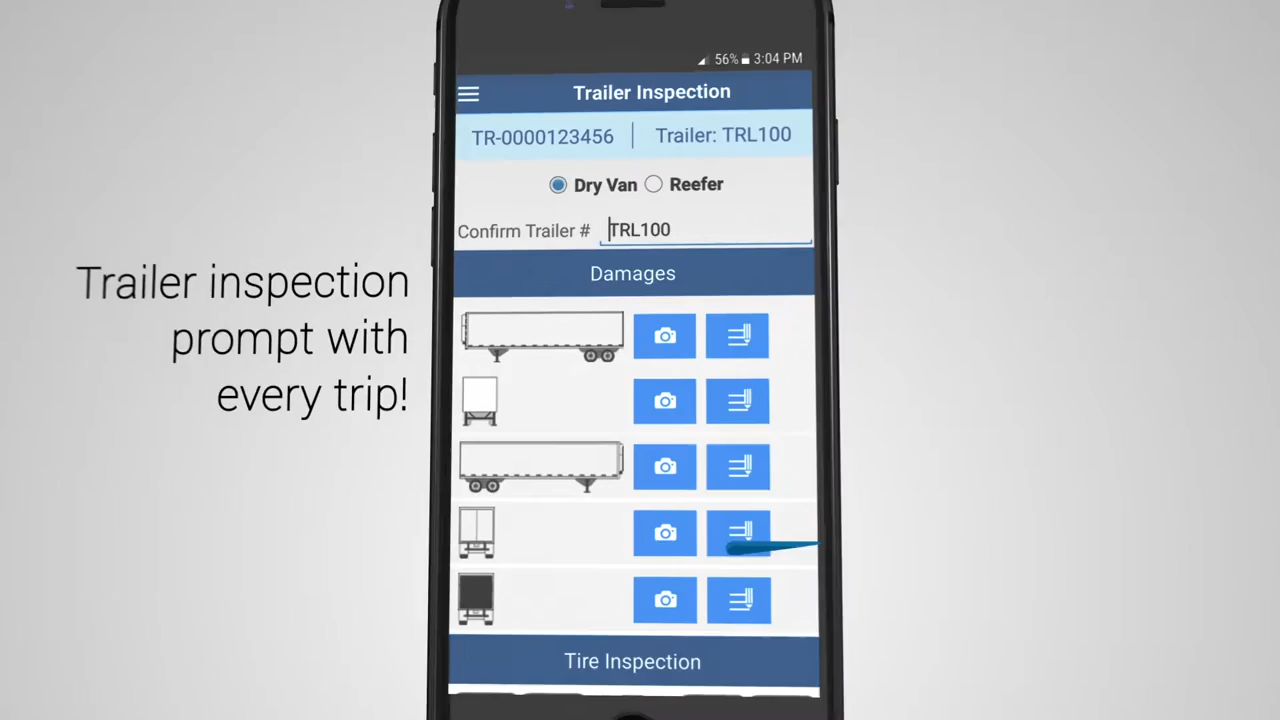 56% 3:04 PM
Trailer Inspection
TR-0000123456 | Trailer: TRL100
Dry Van Reefer
Confirm Trailer # TRL100
Damages
Tire Inspection
Trailer inspection
prompt with
every trip!